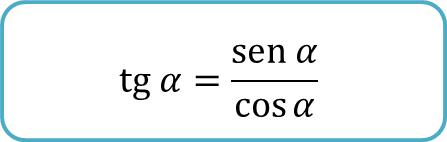 tg α = sen α / cos α